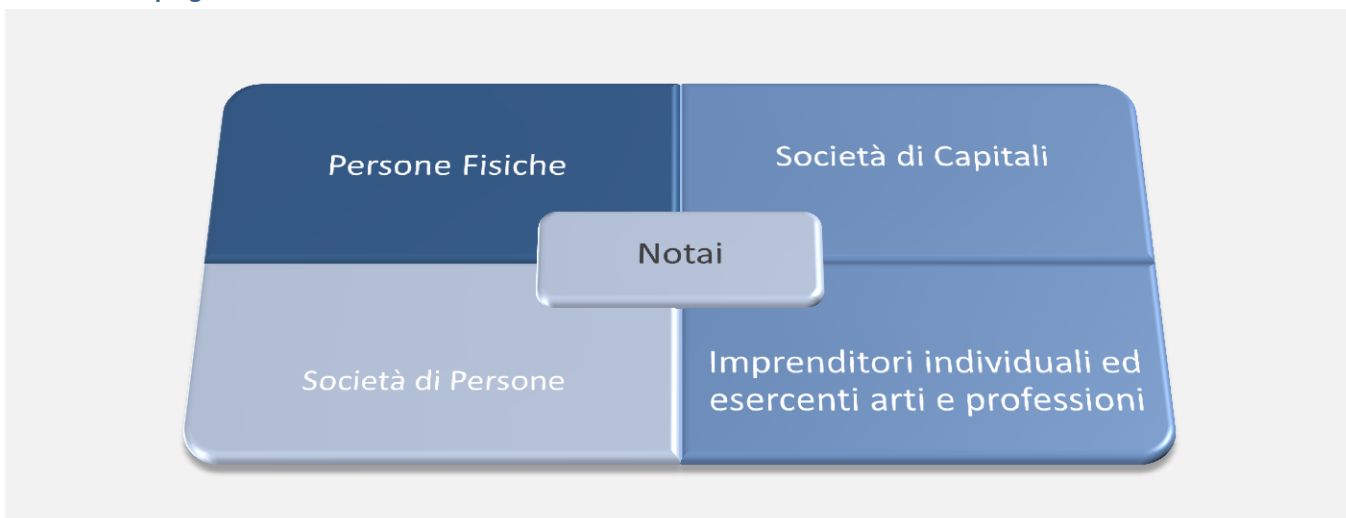 Persone Fisiche
Società di Capitali
Notai
Società di Persone
Imprenditori individuali ed
esercenti arti e professioni